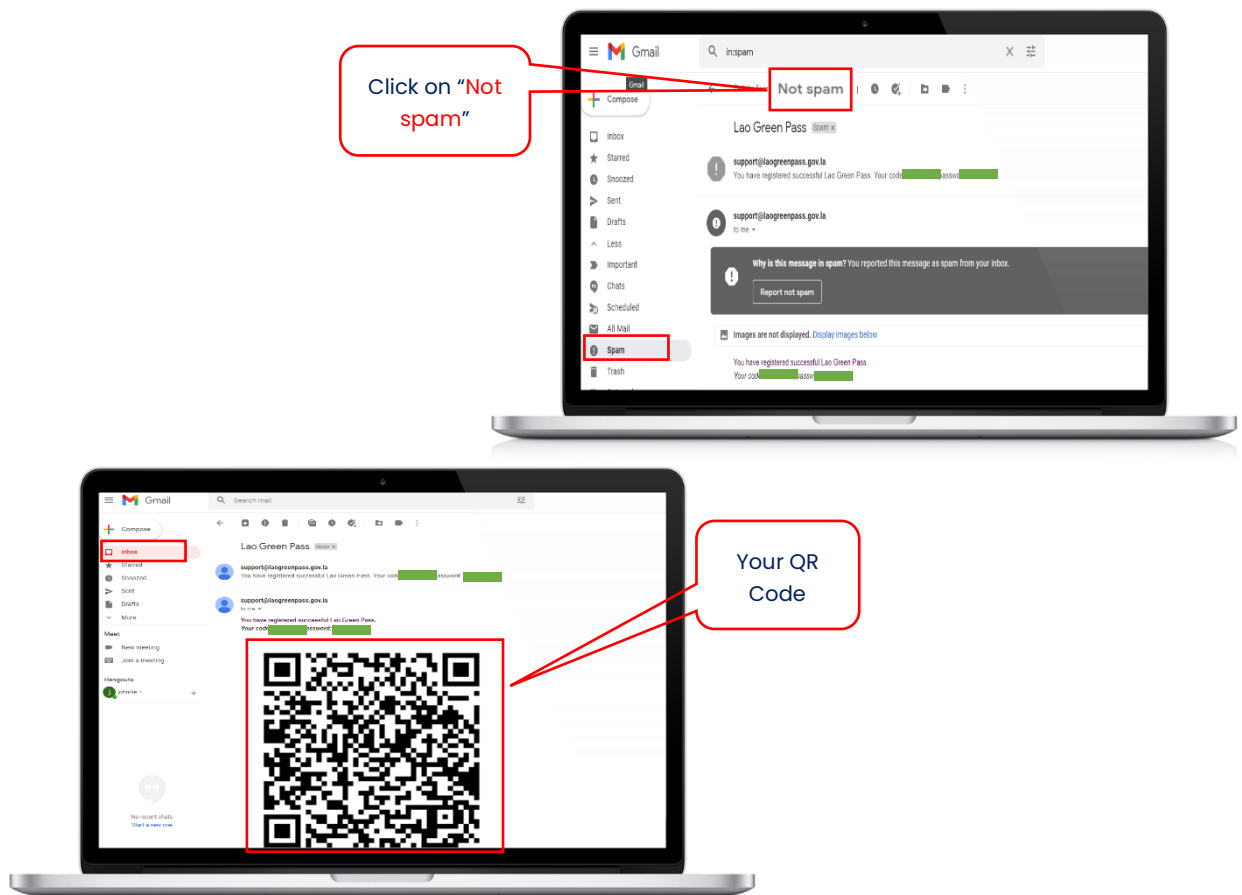 Gmail
in:spam
X
Click on “Not
spam”
Gmail
Not spam
Compose
Lao Green Pass Spam x
Inbox
Starred
Snoozed
Sent
Drafts
Less
Important
Chats
Scheduled
All Mail
Spam
Trash
support@laogreenpass.gov.la
You have registered successful Lao Green Pass. Your code
support@laogreenpass.gov.la
to me
Why is this message in spam? You reported this message as spam from your inbox.
Report not spam
Images are not displayed. Display images below
You have registered successful Lao Green Pass.
Your cod
Gmail
Search mail
Compose
Inbox
Starred
Snoozed
Sent
Drafts
More
Meet
New meeting
Join a meeting
Hangouts
No recent chats
Start a new one
Lao Green Pass Inbox x
support@laogreenpass.gov.la
You have registered successful Lao Green Pass. Your cod
support@laogreenpass.gov.la
to me
You have registered successful Lao Green Pass.
Your code
Your QR
Code